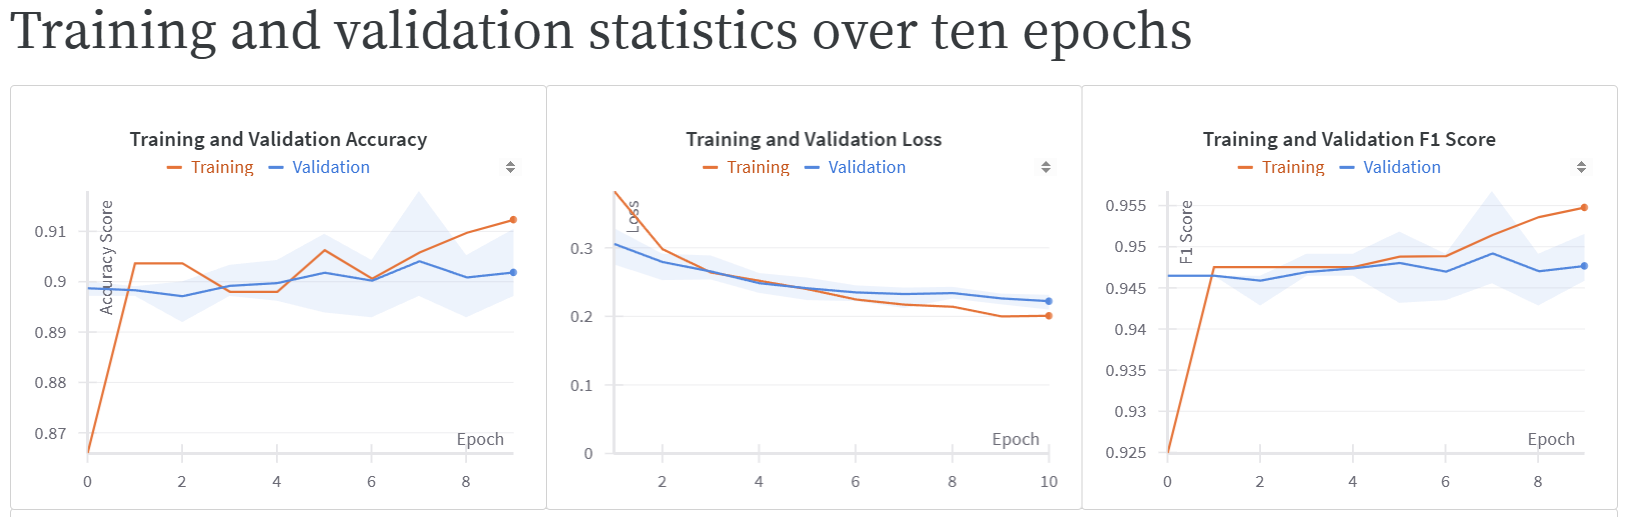 Training and validation statistics over ten epochs
Training and Validation Accuracy
Training Validation
Accuracy Score
0.91
0.9
0.89
0.88
0.87
Epoch
0 2 4 6 8
Training and Validation Loss
Training Validation
Loss
0.3
0.2
0.1
0
Epoch
2 4 6 8 10
Training and Validation F1 Score
Training Validation
F1 Score
0.955
0.95
0.945
0.94
0.935
0.93
0.925
Epoch
0 2 4 6 8